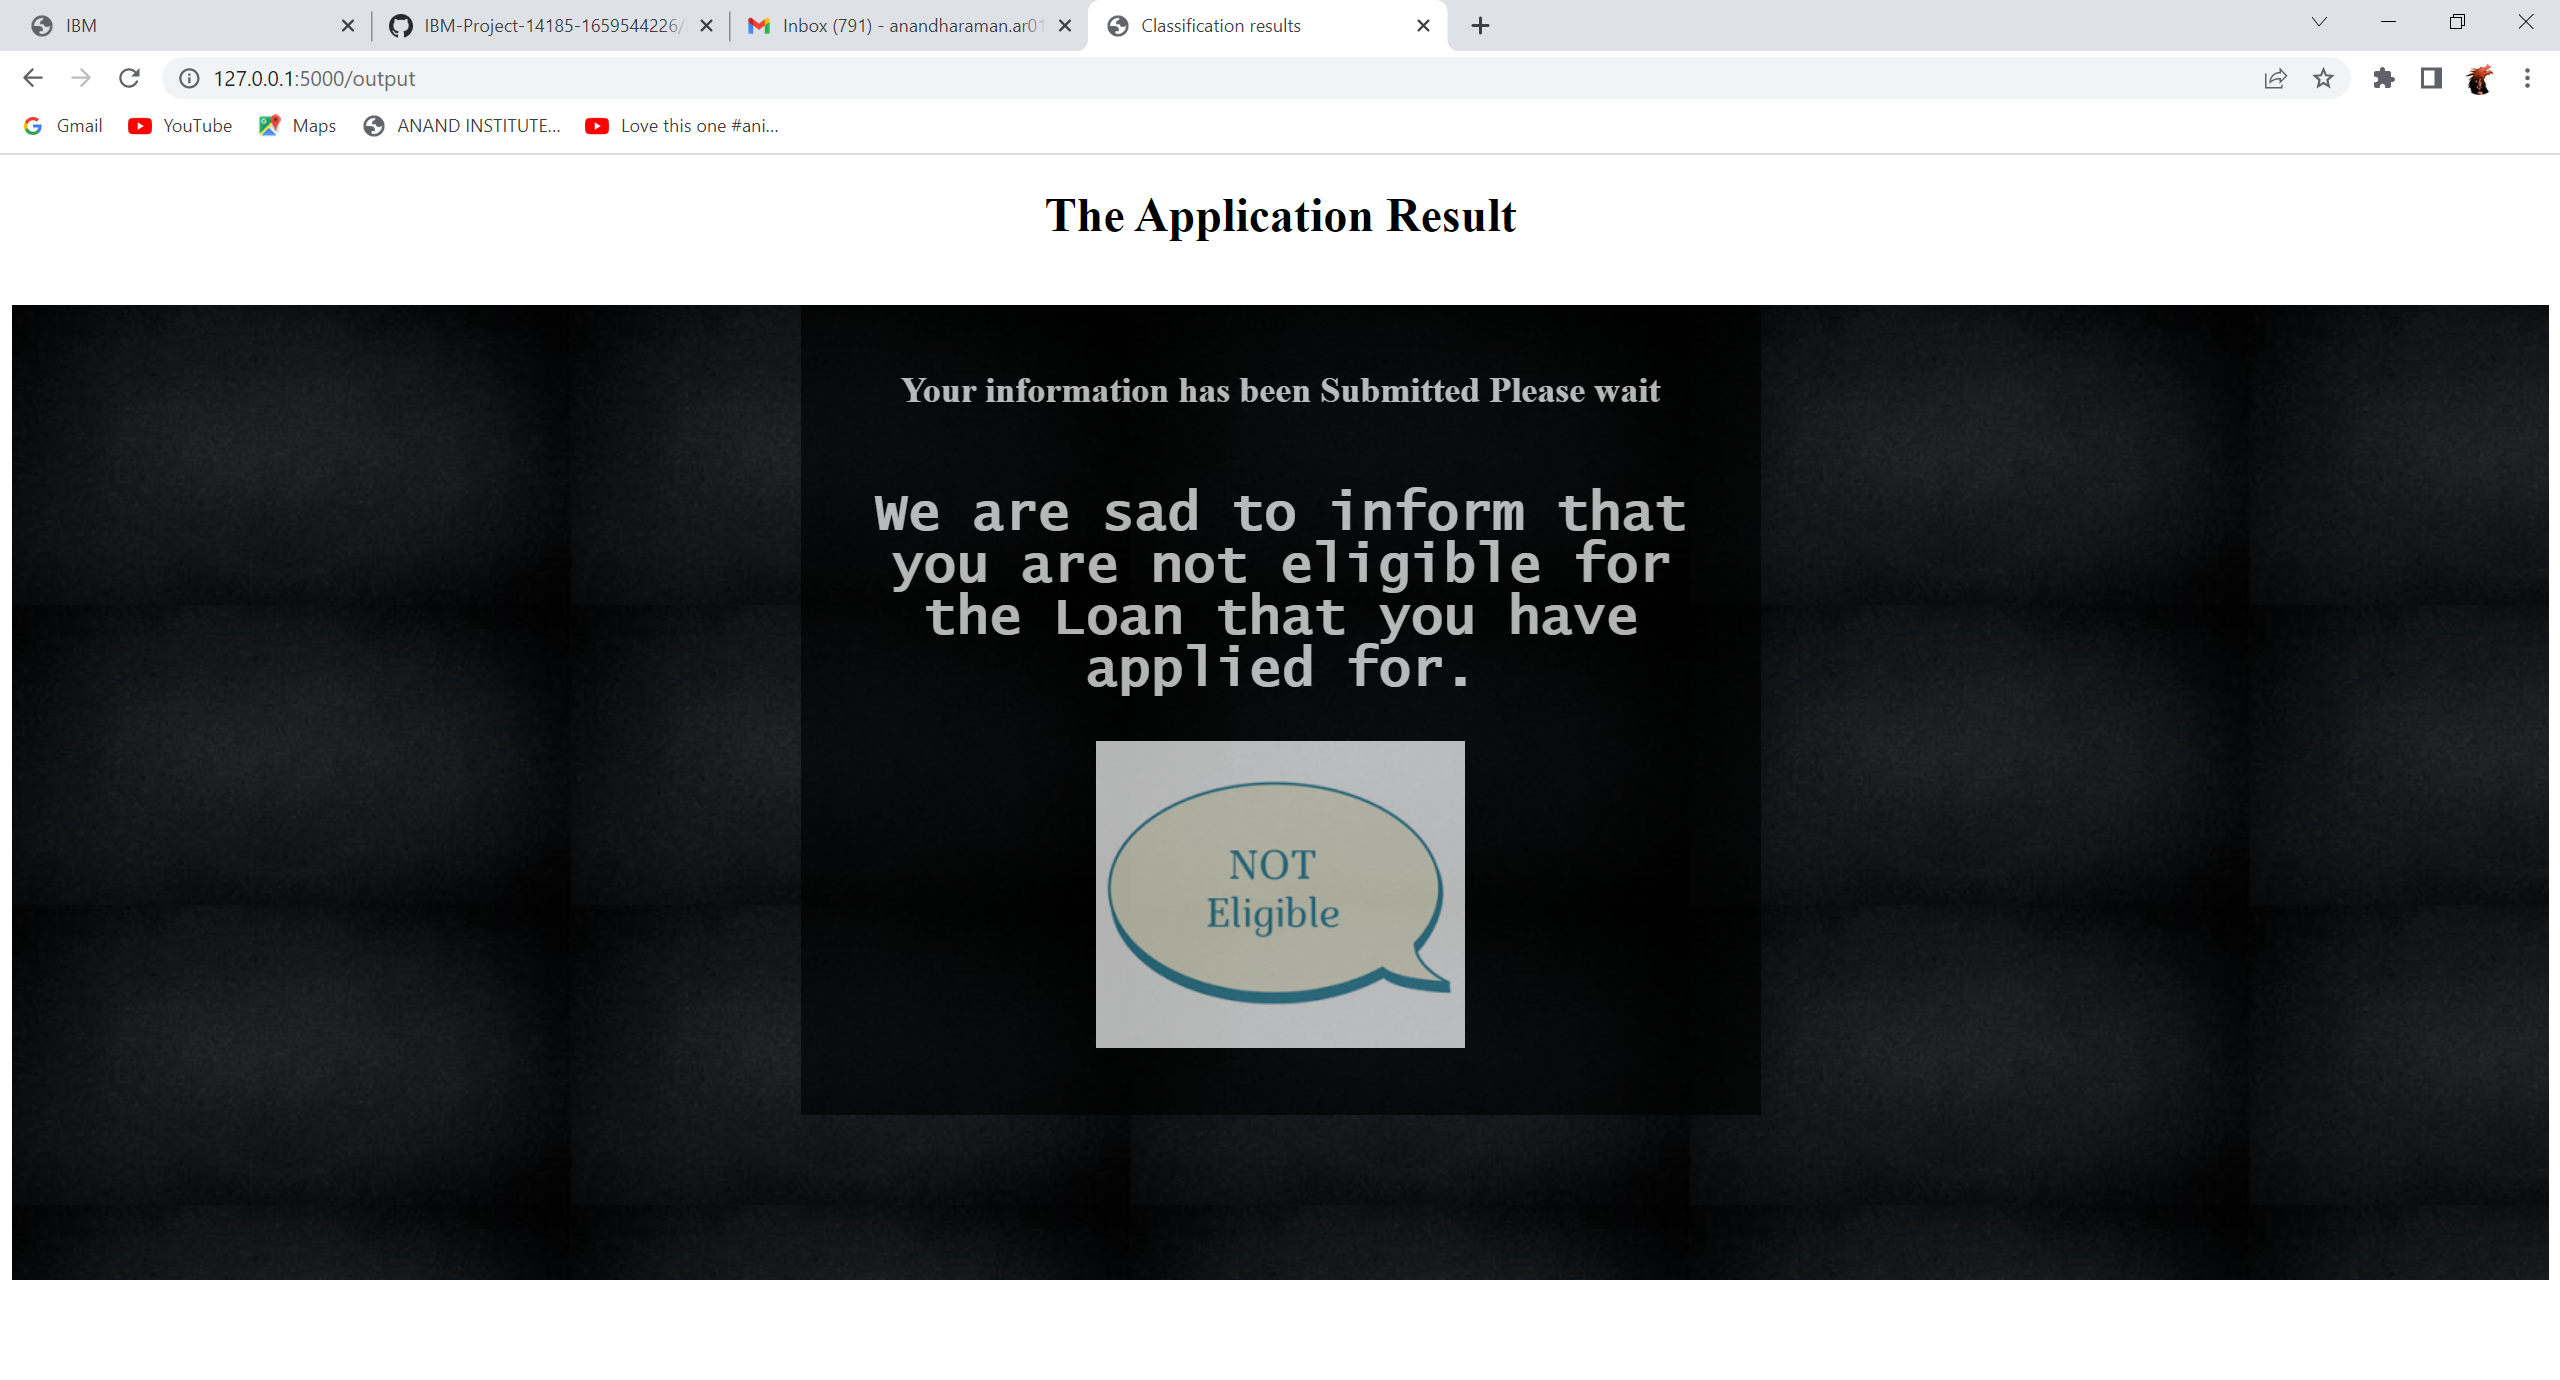 IBM
IBM-Project-14185-1659544226/
Inbox (791) - anandharaman.ar01
Classification results
127.0.0.1:5000/output
Gmail
YouTube
Maps
ANAND INSTITUTE...
Love this one #ani...
The Application Result
Your information has been Submitted Please wait
We are sad to inform that
you are not eligible for
the Loan that you have
applied for.
NOT
Eligible